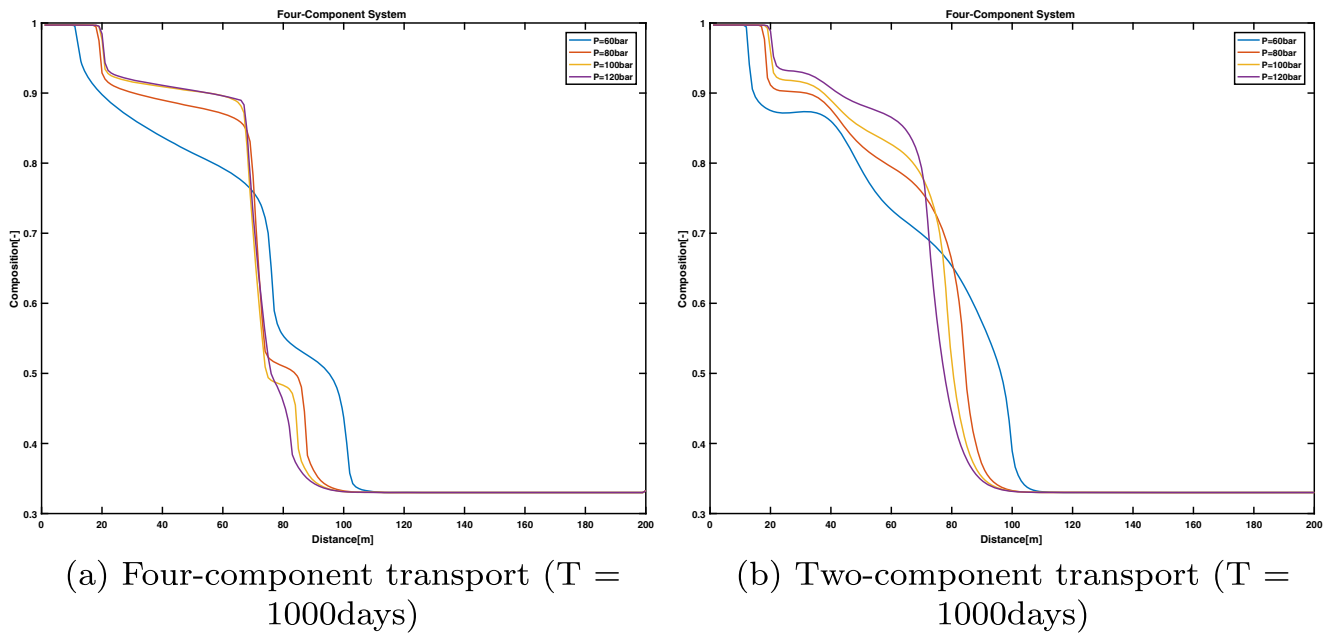 Four-Component System
1
0.9
0.8
0.7
0.6
0.5
0.4
0.3
Composition[-]
P=60bar
P=80bar
P=100bar
P=120bar
0 20 40 60 80 100 120 140 160 180 200
Distance[m]
(a) Four-component transport (T =
1000days)
Four-Component System
1
0.9
0.8
0.7
0.6
0.5
0.4
0.3
Composition[-]
P=60bar
P=80bar
P=100bar
P=120bar
0 20 40 60 80 100 120 140 160 180 200
Distance[m]
(b) Two-component transport (T =
1000days)